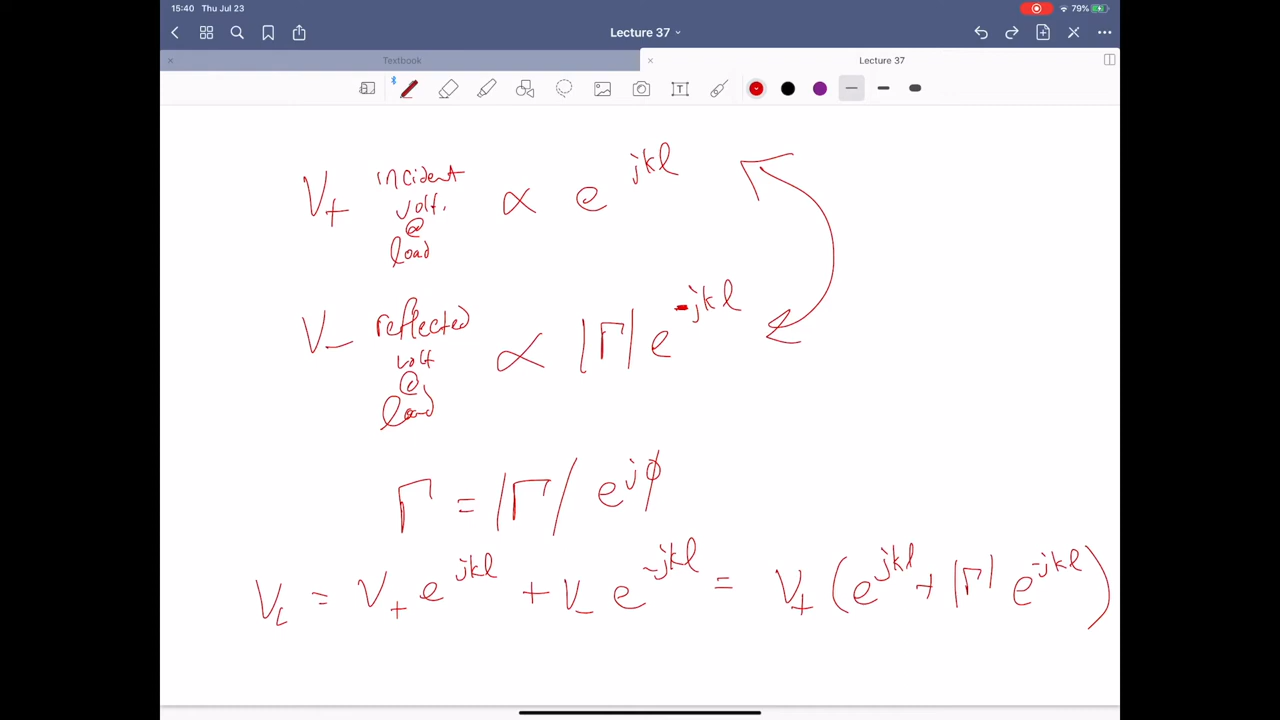 15:40 Thu Jul 23
79%
Lecture 37
Textbook
Lecture 37
V₊ incident volt. @ load ∝ e^{jkl}
V₋ reflected volt @ load ∝ |Γ| e^{-jkl}
Γ = |Γ| e^{jϕ}
V_L = V₊ e^{jkl} + V₋ e^{-jkl} = V₊ (e^{jkl} + |Γ| e^{-jkl})